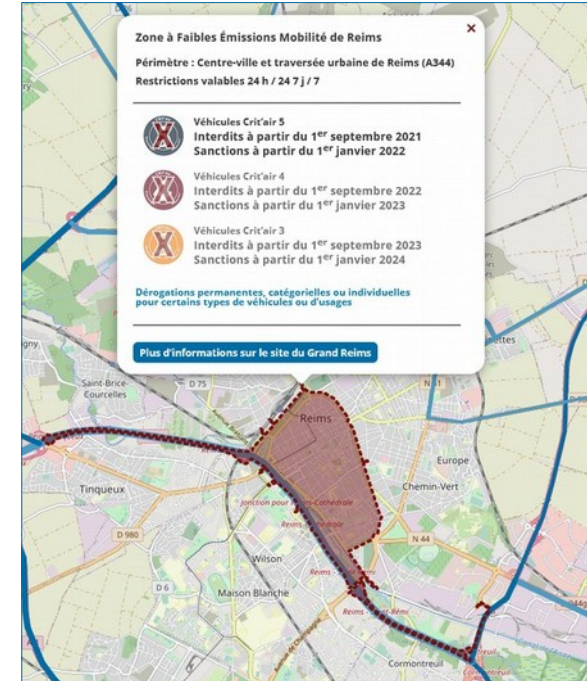 Zone à Faibles Émissions Mobilité de Reims
Périmètre : Centre-ville et traversée urbaine de Reims (A344)
Restrictions valables 24 h / 24 7 j / 7
Véhicules Crit'air 5
Interdits à partir du 1er septembre 2021
Sanctions à partir du 1er janvier 2022
Véhicules Crit'air 4
Interdits à partir du 1er septembre 2022
Sanctions à partir du 1er janvier 2023
Véhicules Crit'air 3
Interdits à partir du 1er septembre 2023
Sanctions à partir du 1er janvier 2024
Dérogations permanentes, catégorielles ou individuelles
pour certains types de véhicules ou d'usages
Plus d'informations sur le site du Grand Reims
Saint-Brice-
Courcelles
D 75
N 51
Reims
Europe
Tinqueux
Chemin-Vert
D 980
N 44
Wilson
D 6
Maison Blanche
Avenue de Champagne
Cormontreuil